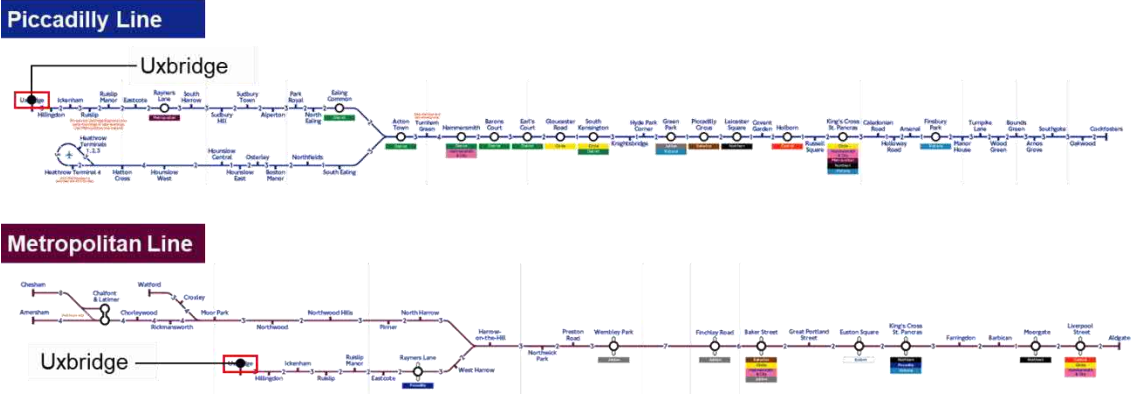 Piccadilly Line
Uxbridge
Uxbridge
Ickenham
Ruislip
Manor
Eastcote
Rayners
Lane
South
Harrow
Sudbury
Town
Park
Royal
Ealing
Common
Hillingdon
Ruislip
Sudbury
Hill
Alperton
North
Ealing
Heathrow
Terminals
1, 2, 3
Heathrow Terminal 4
Hatton
Cross
Hounslow
West
Hounslow
Central
Hounslow
East
Osterley
Boston
Manor
Northfields
South Ealing
Acton
Town
Turnham
Green
Hammersmith
Barons
Court
Earl's
Court
Gloucester
Road
South
Kensington
Knightsbridge
Hyde Park
Corner
Green
Park
Piccadilly
Circus
Leicester
Square
Covent
Garden
Holborn
Russell
Square
King's Cross
St. Pancras
Caledonian
Road
Holloway
Road
Arsenal
Finsbury
Park
Manor
House
Turnpike
Lane
Wood
Green
Bounds
Green
Arnos
Grove
Southgate
Oakwood
Cockfosters
Metropolitan Line
Chesham
Chalfont
& Latimer
Watford
Croxley
Amersham
Chorleywood
Rickmansworth
Moor Park
Northwood
Northwood Hills
Pinner
North Harrow
Harrow-
on-the-Hill
Northwick
Park
Preston
Road
Wembley Park
Finchley Road
Baker Street
Great Portland
Street
Euston Square
King's Cross
St. Pancras
Farringdon
Barbican
Moorgate
Liverpool
Street
Aldgate
Uxbridge
Uxbridge
Hillingdon
Ickenham
Ruislip
Ruislip
Manor
Eastcote
Rayners Lane
West Harrow